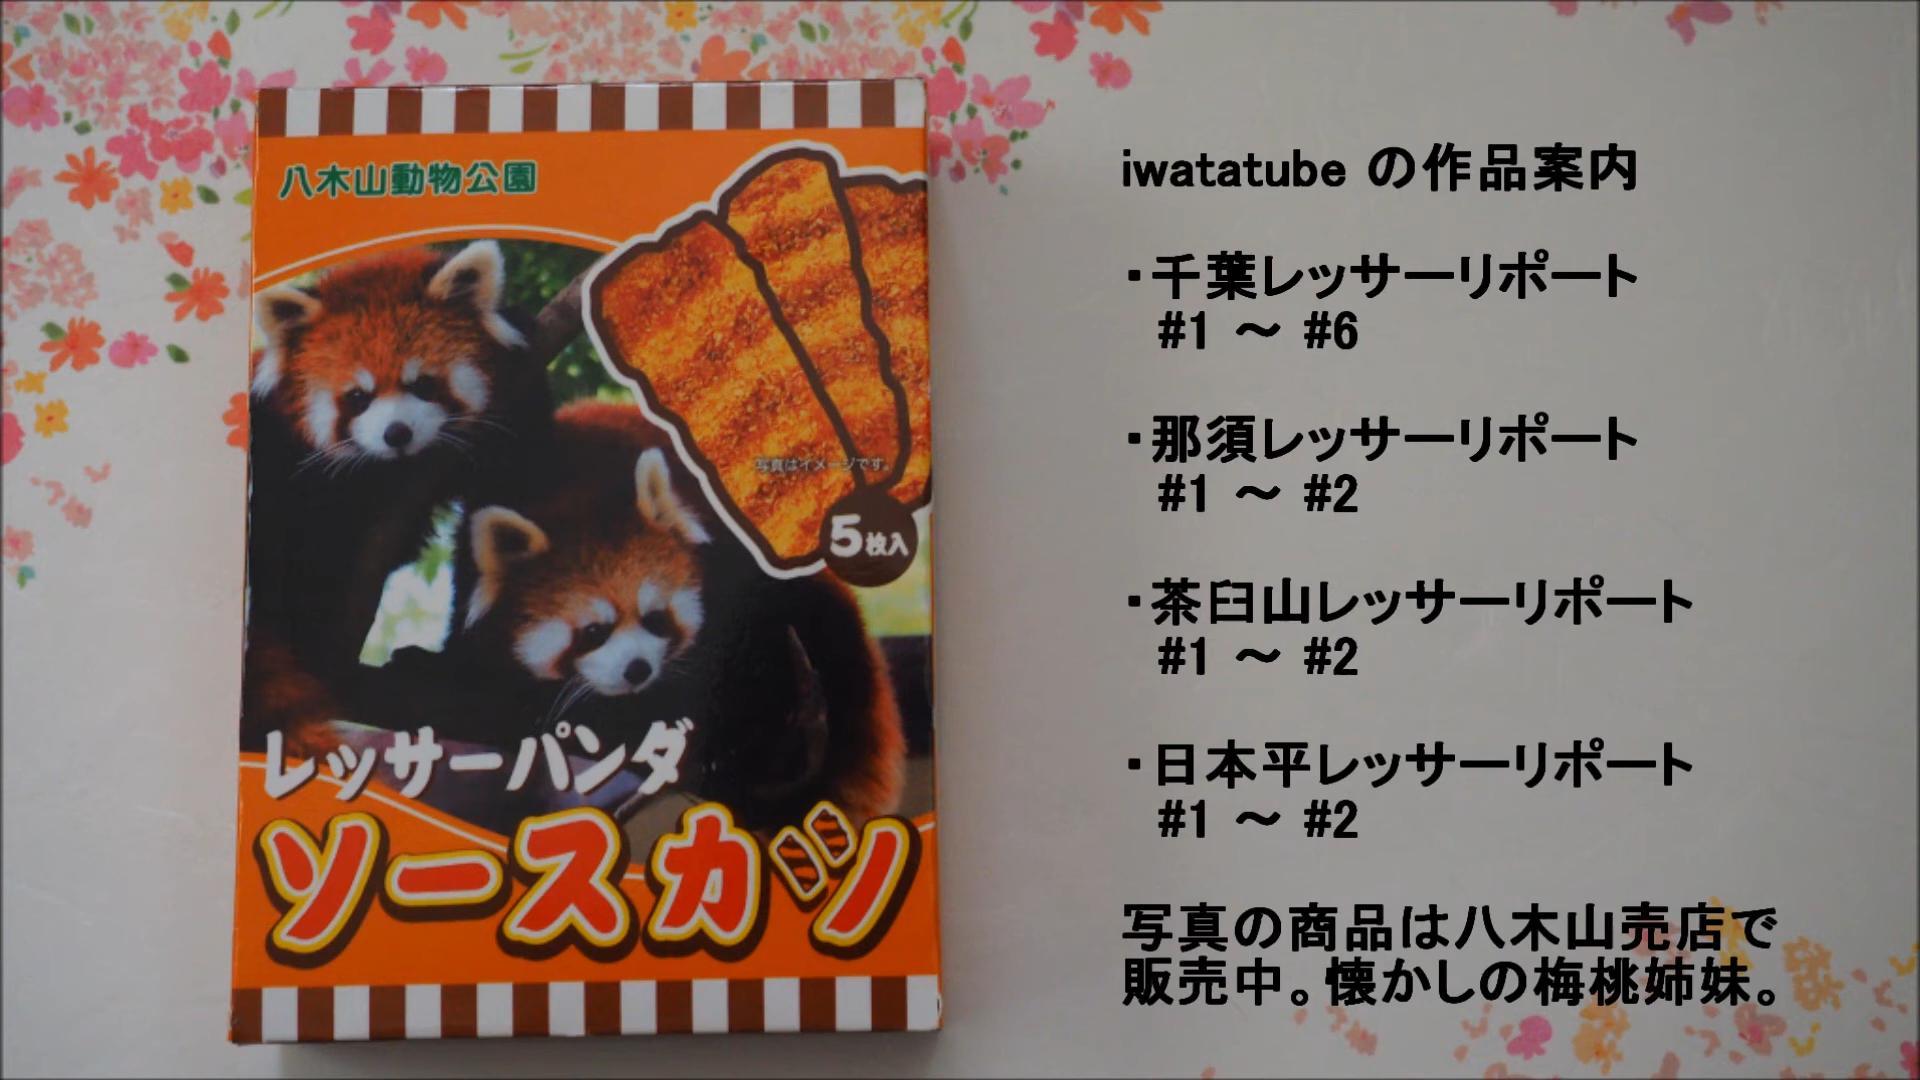 八木山動物公園
写真はイメージです。
5枚入
レッサーパンダ
ソースカツ
iwatatube の作品案内
・千葉レッサーリポート
#1 ～ #6
・那須レッサーリポート
#1 ～ #2
・茶臼山レッサーリポート
#1 ～ #2
・日本平レッサーリポート
#1 ～ #2
写真の商品は八木山売店で
販売中。懐かしの梅桃姉妹。